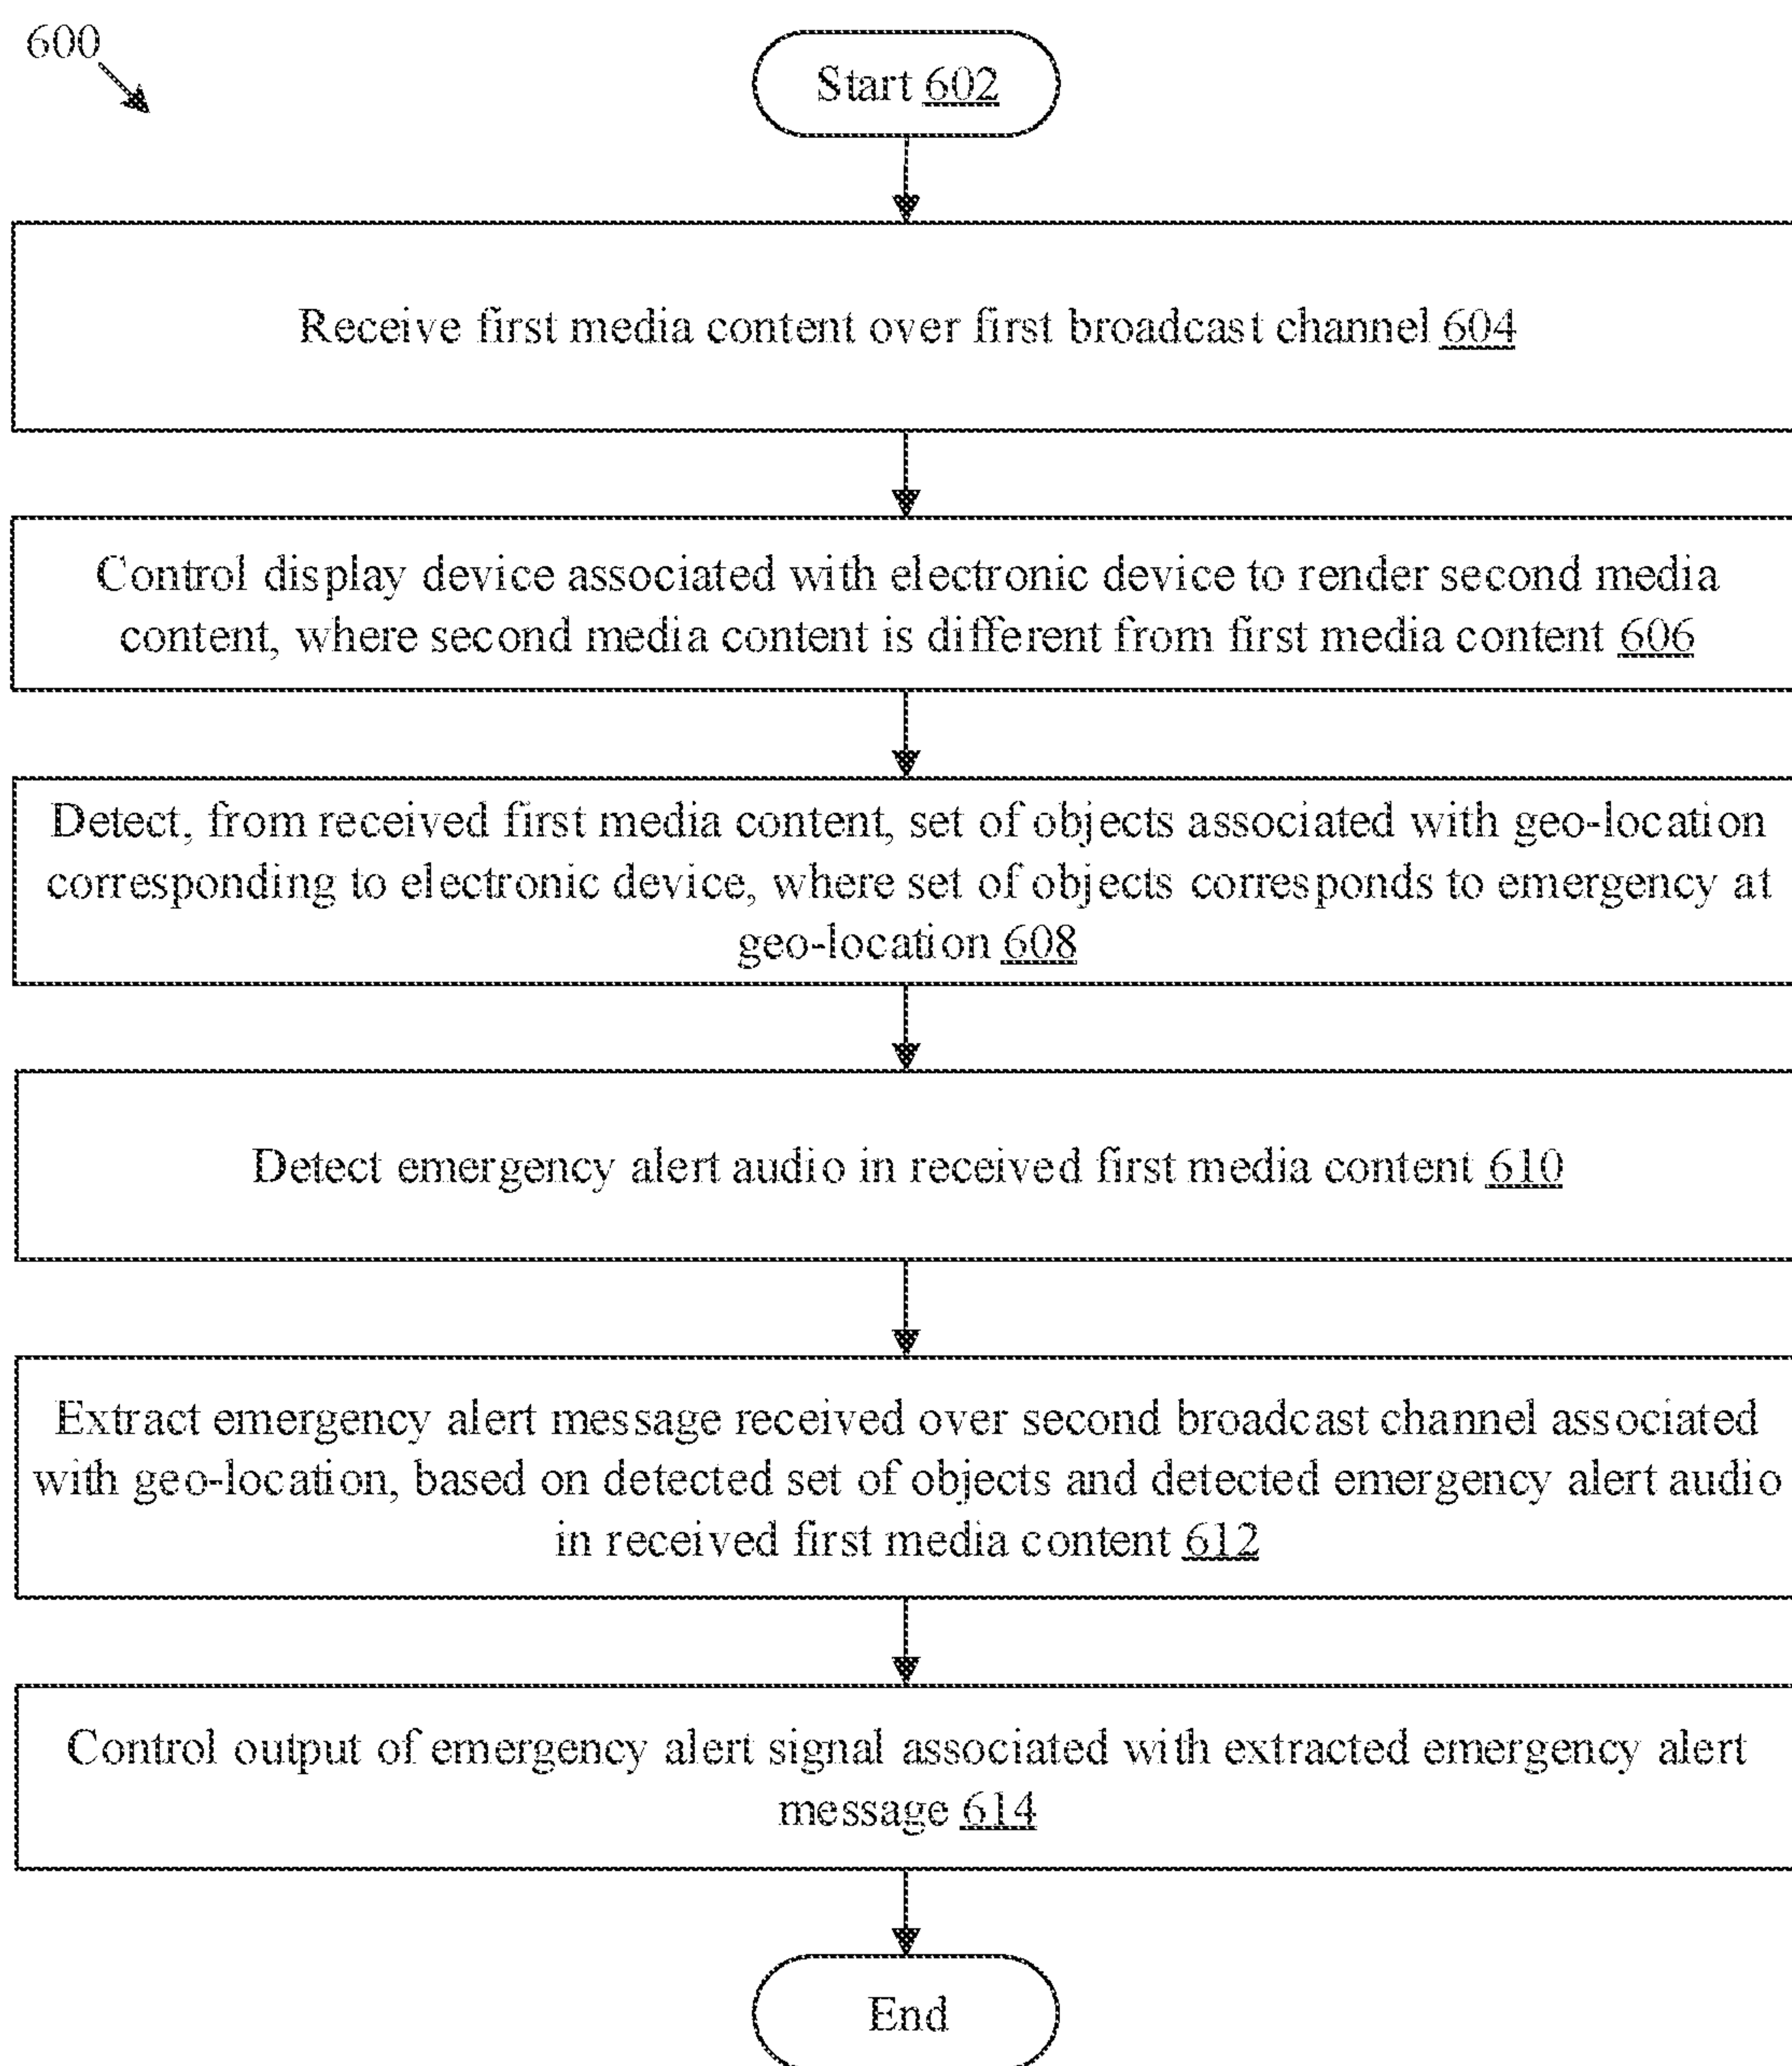 600
Start 602
Receive first media content over first broadcast channel 604
Control display device associated with electronic device to render second media
content, where second media content is different from first media content 606
Detect, from received first media content, set of objects associated with geo-location
corresponding to electronic device, where set of objects corresponds to emergency at
geo-location 608
Detect emergency alert audio in received first media content 610
Extract emergency alert message received over second broadcast channel associated
with geo-location, based on detected set of objects and detected emergency alert audio
in received first media content 612
Control output of emergency alert signal associated with extracted emergency alert
message 614
End